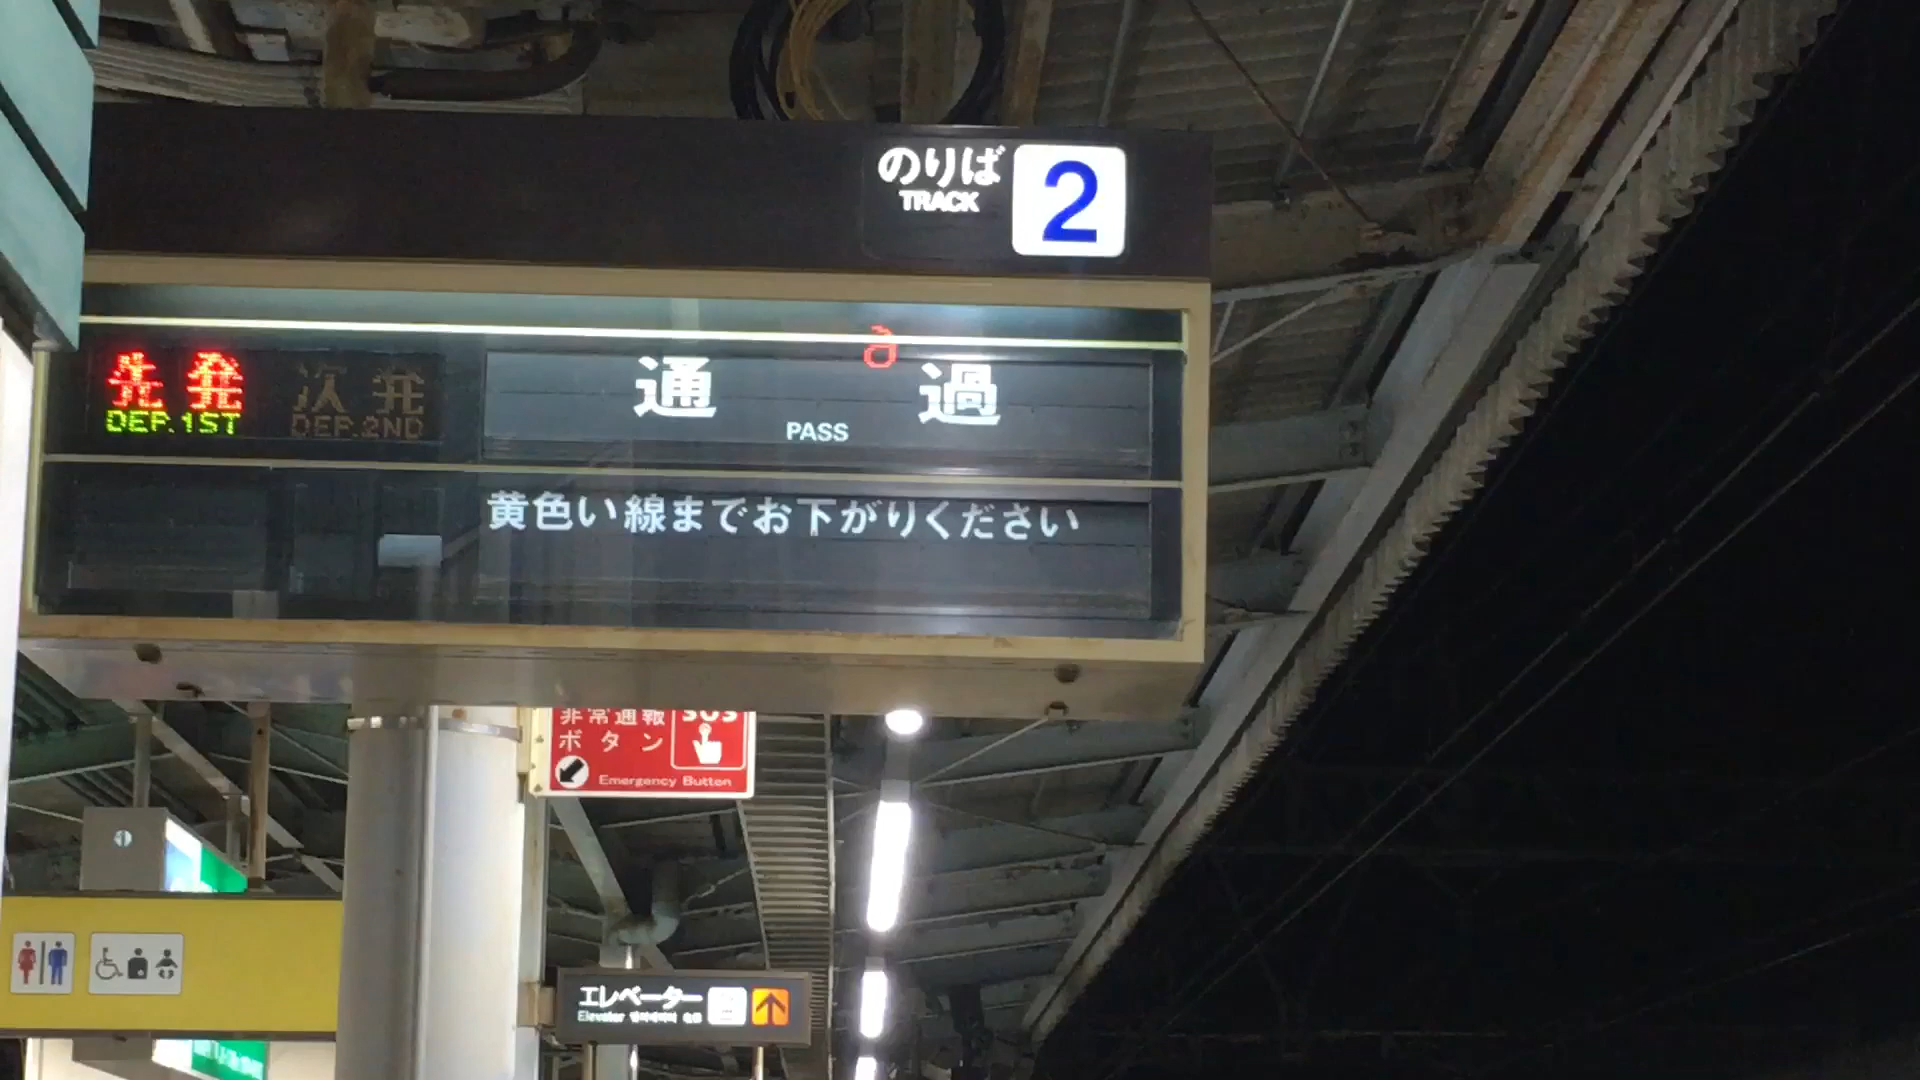 のりば
TRACK
2
先発 次発
DEP.1ST DEP.2ND
通過
PASS
黄色い線までお下がりください
非常通報
ボタン
SOS
Emergency Button
エレベーター
Elevator